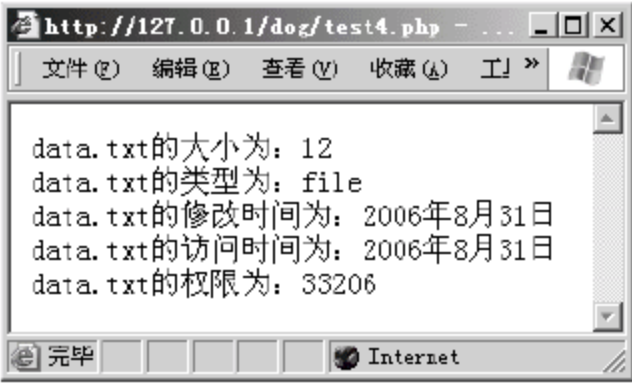 http://127.0.0.1/dog/test4.php - ...
文件(F) 编辑(E) 查看(V) 收藏(A) 工 »
data.txt的大小为：12
data.txt的类型为：file
data.txt的修改时间为：2006年8月31日
data.txt的访问时间为：2006年8月31日
data.txt的权限为：33206
完毕 Internet